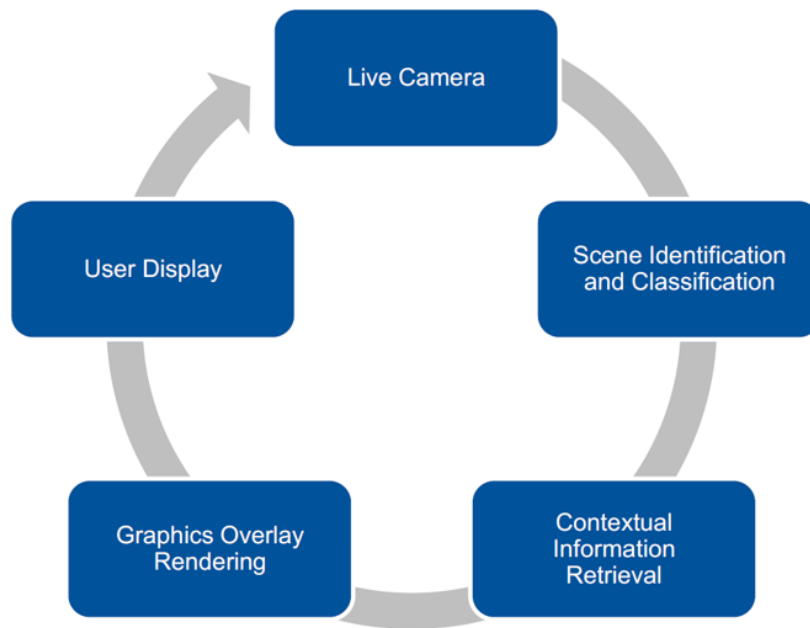 Live Camera
Scene Identification
and Classification
Contextual
Information
Retrieval
Graphics Overlay
Rendering
User Display